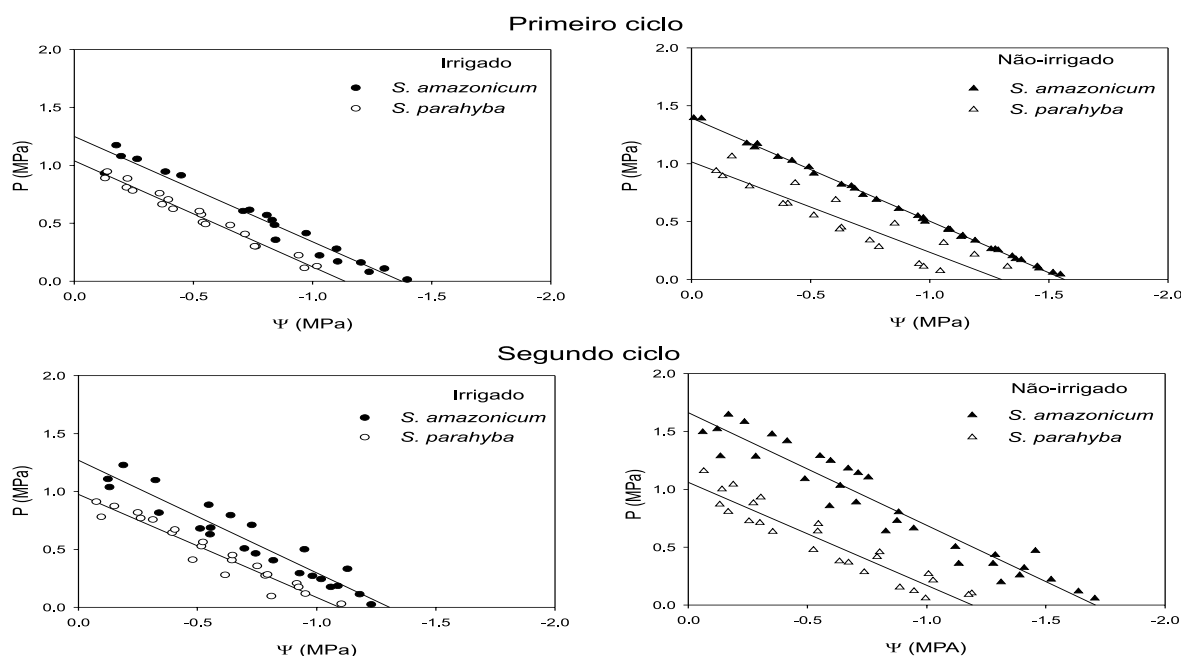 Primeiro ciclo
2.0
1.5
1.0
0.5
0.0
P (MPa)
Irrigado
S. amazonicum
S. parahyba
0.0 -0.5 -1.0 -1.5 -2.0
Ψ (MPa)
2.0
1.5
1.0
0.5
0.0
P (MPa)
Não-irrigado
S. amazonicum
S. parahyba
0.0 -0.5 -1.0 -1.5 -2.0
Ψ (MPa)
Segundo ciclo
2.0
1.5
1.0
0.5
0.0
P (MPa)
Irrigado
S. amazonicum
S. parahyba
0.0 -0.5 -1.0 -1.5 -2.0
Ψ (MPa)
2.0
1.5
1.0
0.5
0.0
P (MPa)
Não-irrigado
S. amazonicum
S. parahyba
0.0 -0.5 -1.0 -1.5 -2.0
Ψ (MPA)